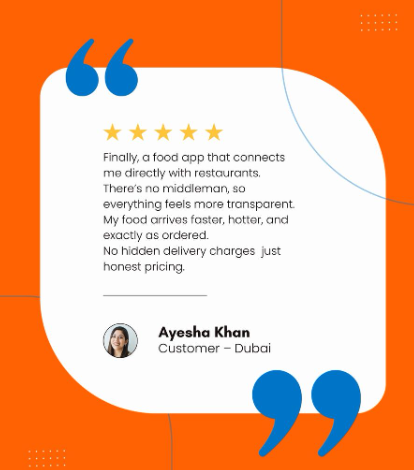 Finally, a food app that connects
me directly with restaurants.
There's no middleman, so
everything feels more transparent.
My food arrives faster, hotter, and
exactly as ordered.
No hidden delivery charges  just
honest pricing.
Ayesha Khan
Customer – Dubai